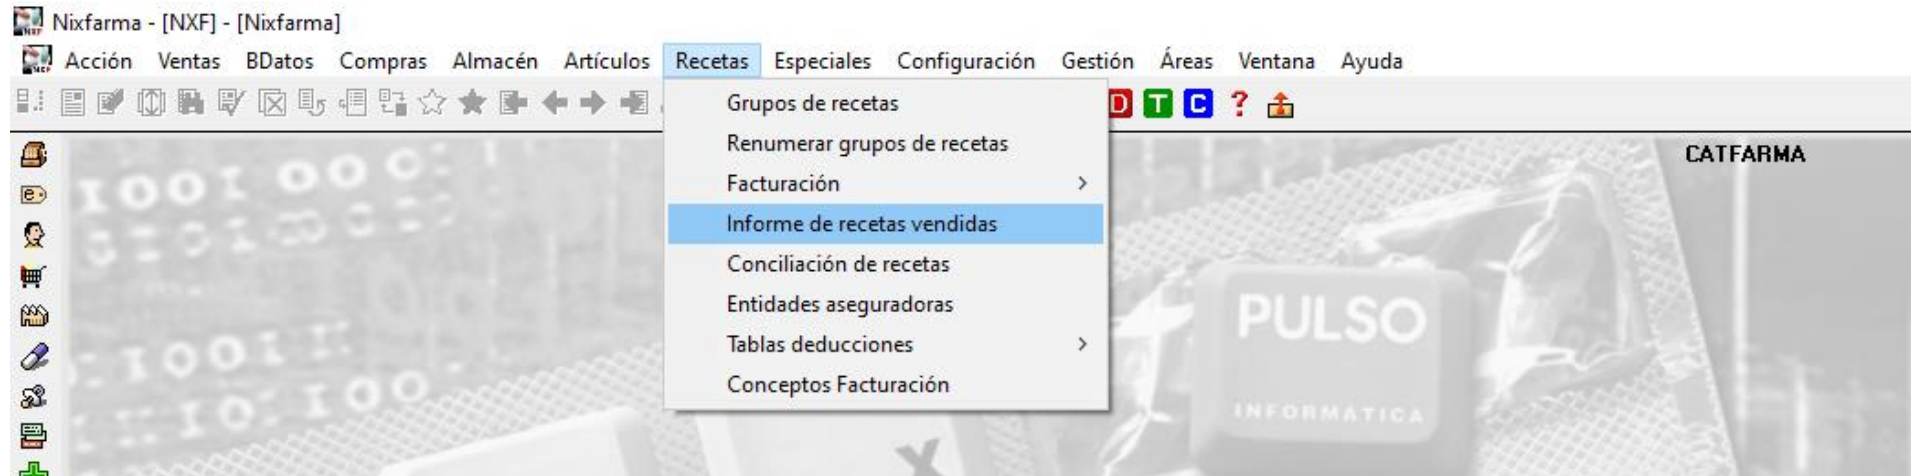 Nixfarma - [NXF] - [Nixfarma]
Acción Ventas BDatos Compras Almacén Artículos Recetas Especiales Configuración Gestión Áreas Ventana Ayuda
D T C ?
Grupos de recetas
Renumerar grupos de recetas
Facturación
Informe de recetas vendidas
Conciliación de recetas
Entidades aseguradoras
Tablas deducciones
Conceptos Facturación
CATFARMA
PULSO
INFORMATICA
X